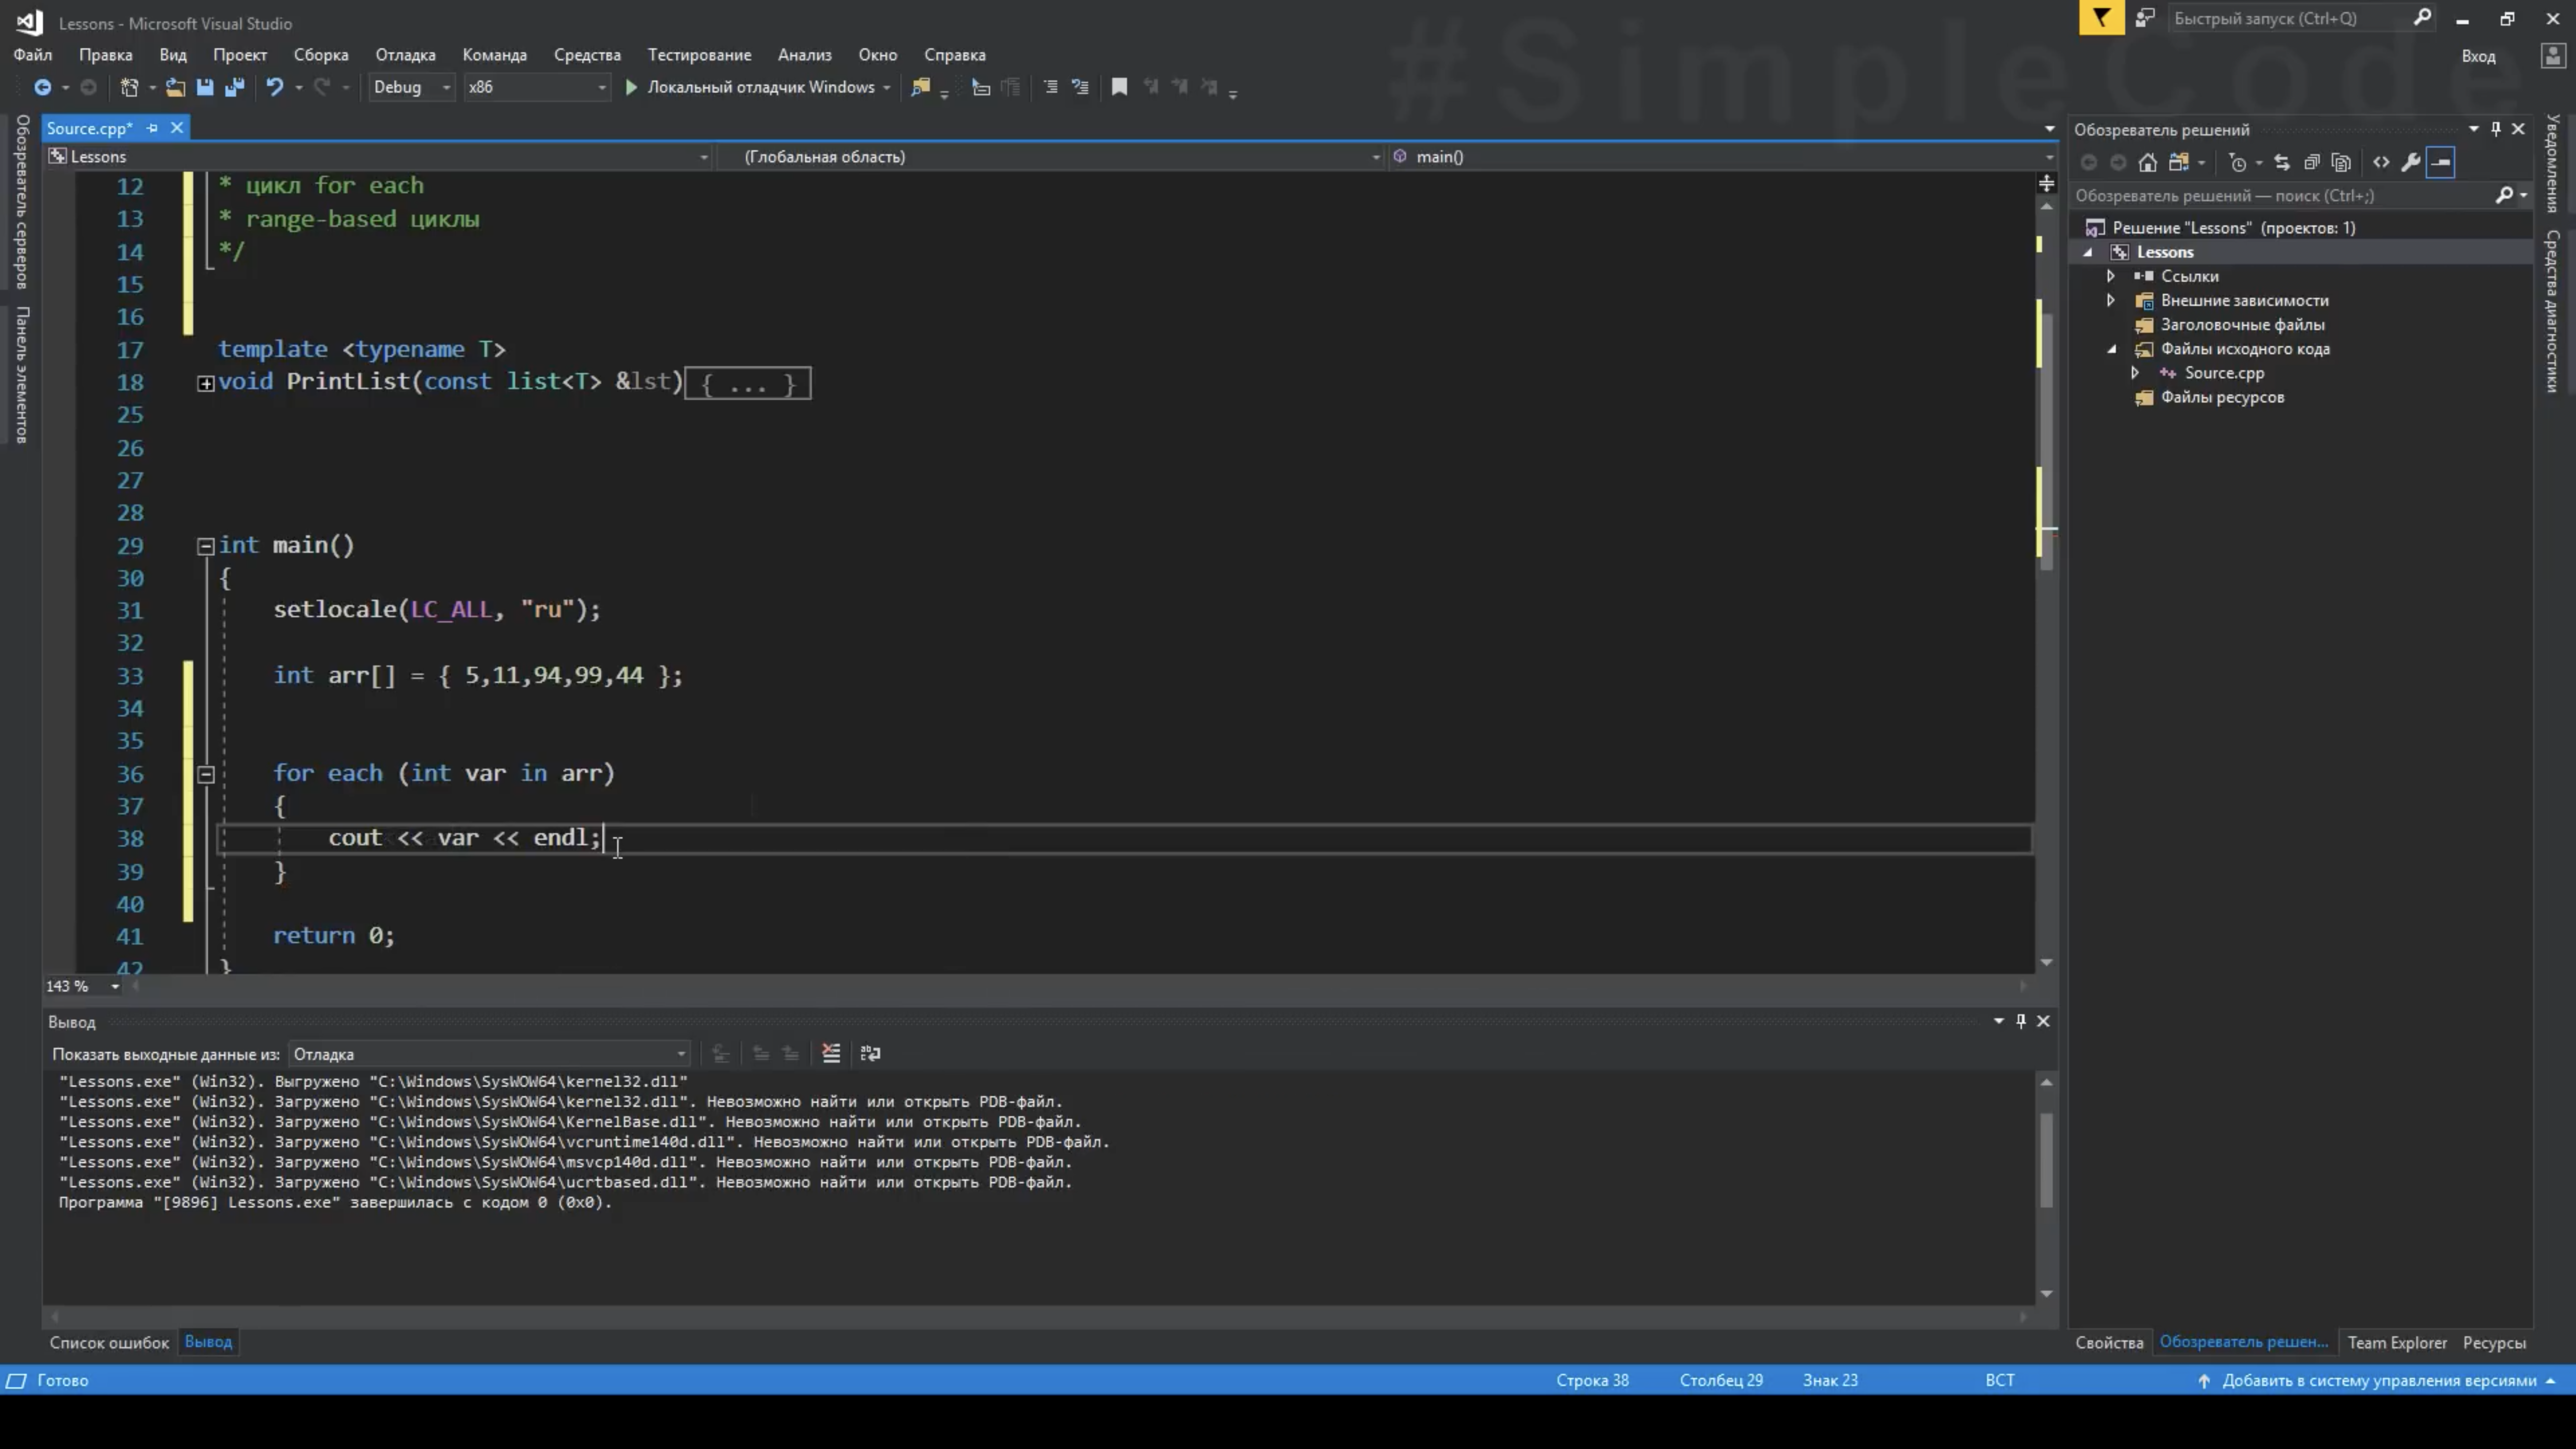 Lessons - Microsoft Visual Studio
Быстрый запуск (Ctrl+Q)
#SimpleCode
Файл Правка Вид Проект Сборка Отладка Команда Средства Тестирование Анализ Окно Справка
Вход
Debug x86 Локальный отладчик Windows
Обозреватель серверов
Панель элементов
Source.cpp*
Lessons (Глобальная область) main()
12 * цикл for each
13 * range-based циклы
14 */
15
16
17 template <typename T>
18 void PrintList(const list<T> &lst){ ... }
25
26
27
28
29 int main()
30 {
31 setlocale(LC_ALL, "ru");
32
33 int arr[] = { 5,11,94,99,44 };
34
35
36 for each (int var in arr)
37 {
38 cout << var << endl;
39 }
40
41 return 0;
42 }
143 %
Вывод
Показать выходные данные из: Отладка
"Lessons.exe" (Win32). Выгружено "C:\Windows\SysWOW64\kernel32.dll"
"Lessons.exe" (Win32). Загружено "C:\Windows\SysWOW64\kernel32.dll". Невозможно найти или открыть PDB-файл.
"Lessons.exe" (Win32). Загружено "C:\Windows\SysWOW64\KernelBase.dll". Невозможно найти или открыть PDB-файл.
"Lessons.exe" (Win32). Загружено "C:\Windows\SysWOW64\vcruntime140d.dll". Невозможно найти или открыть PDB-файл.
"Lessons.exe" (Win32). Загружено "C:\Windows\SysWOW64\msvcp140d.dll". Невозможно найти или открыть PDB-файл.
"Lessons.exe" (Win32). Загружено "C:\Windows\SysWOW64\ucrtbased.dll". Невозможно найти или открыть PDB-файл.
Программа "[9896] Lessons.exe" завершилась с кодом 0 (0x0).
Список ошибок Вывод
Обозреватель решений
Обозреватель решений — поиск (Ctrl+;)
Решение "Lessons" (проектов: 1)
Lessons
Ссылки
Внешние зависимости
Заголовочные файлы
Файлы исходного кода
Source.cpp
Файлы ресурсов
Свойства Обозреватель решен... Team Explorer Ресурсы
Уведомления
Средства диагностики
Готово Строка 38 Столбец 29 Знак 23 ВСТ Добавить в систему управления версиями